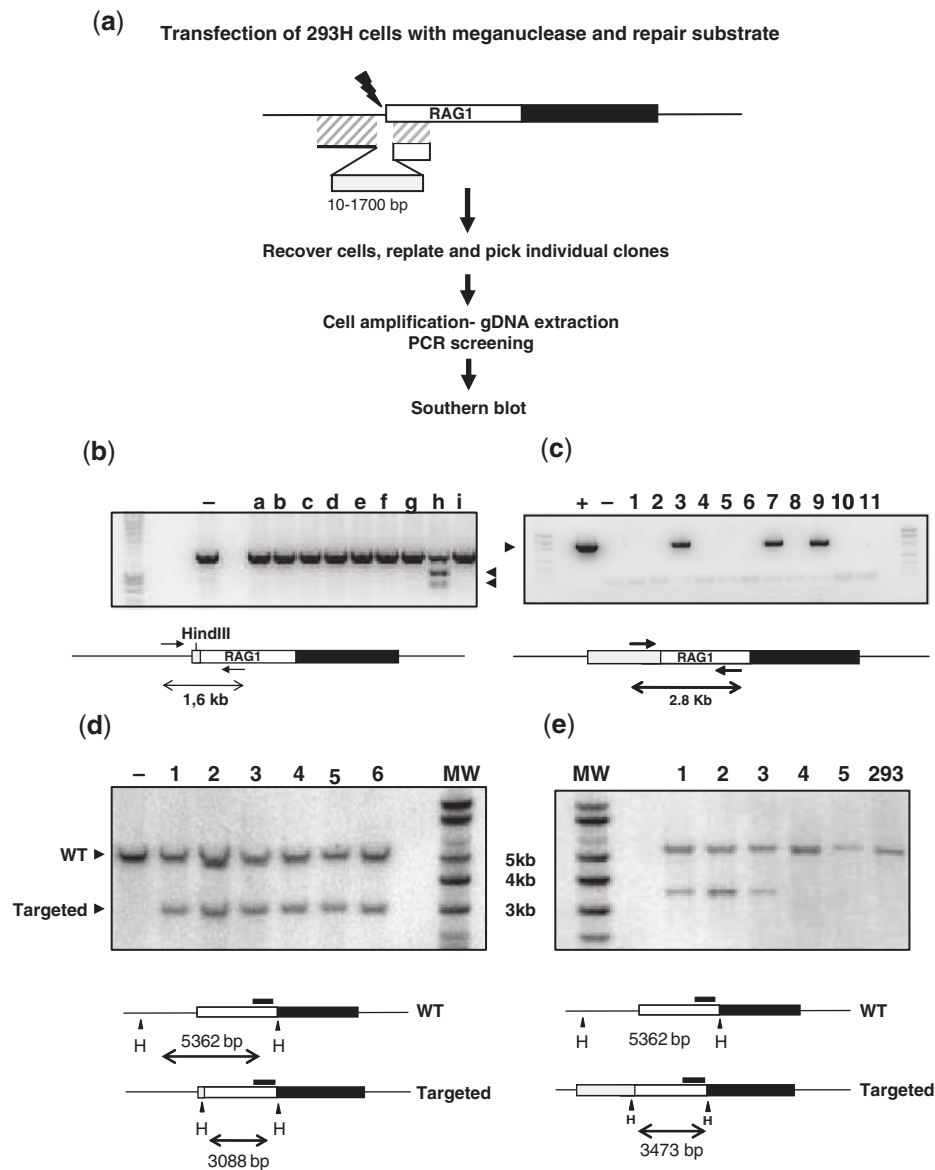 (a)
Transfection of 293H cells with meganuclease and repair substrate
RAG1
10-1700 bp
Recover cells, replate and pick individual clones
Cell amplification- gDNA extraction
PCR screening
Southern blot
(b)
– a b c d e f g h i
HindIII
RAG1
1,6 kb
(c)
+ – 1 2 3 4 5 6 7 8 9 10 11
RAG1
2.8 Kb
(d)
– 1 2 3 4 5 6 MW
WT
Targeted
5kb
4kb
3kb
WT
H 5362 bp H
Targeted
H H
3088 bp
(e)
MW 1 2 3 4 5 293
WT
H 5362 bp H
Targeted
H H
3473 bp